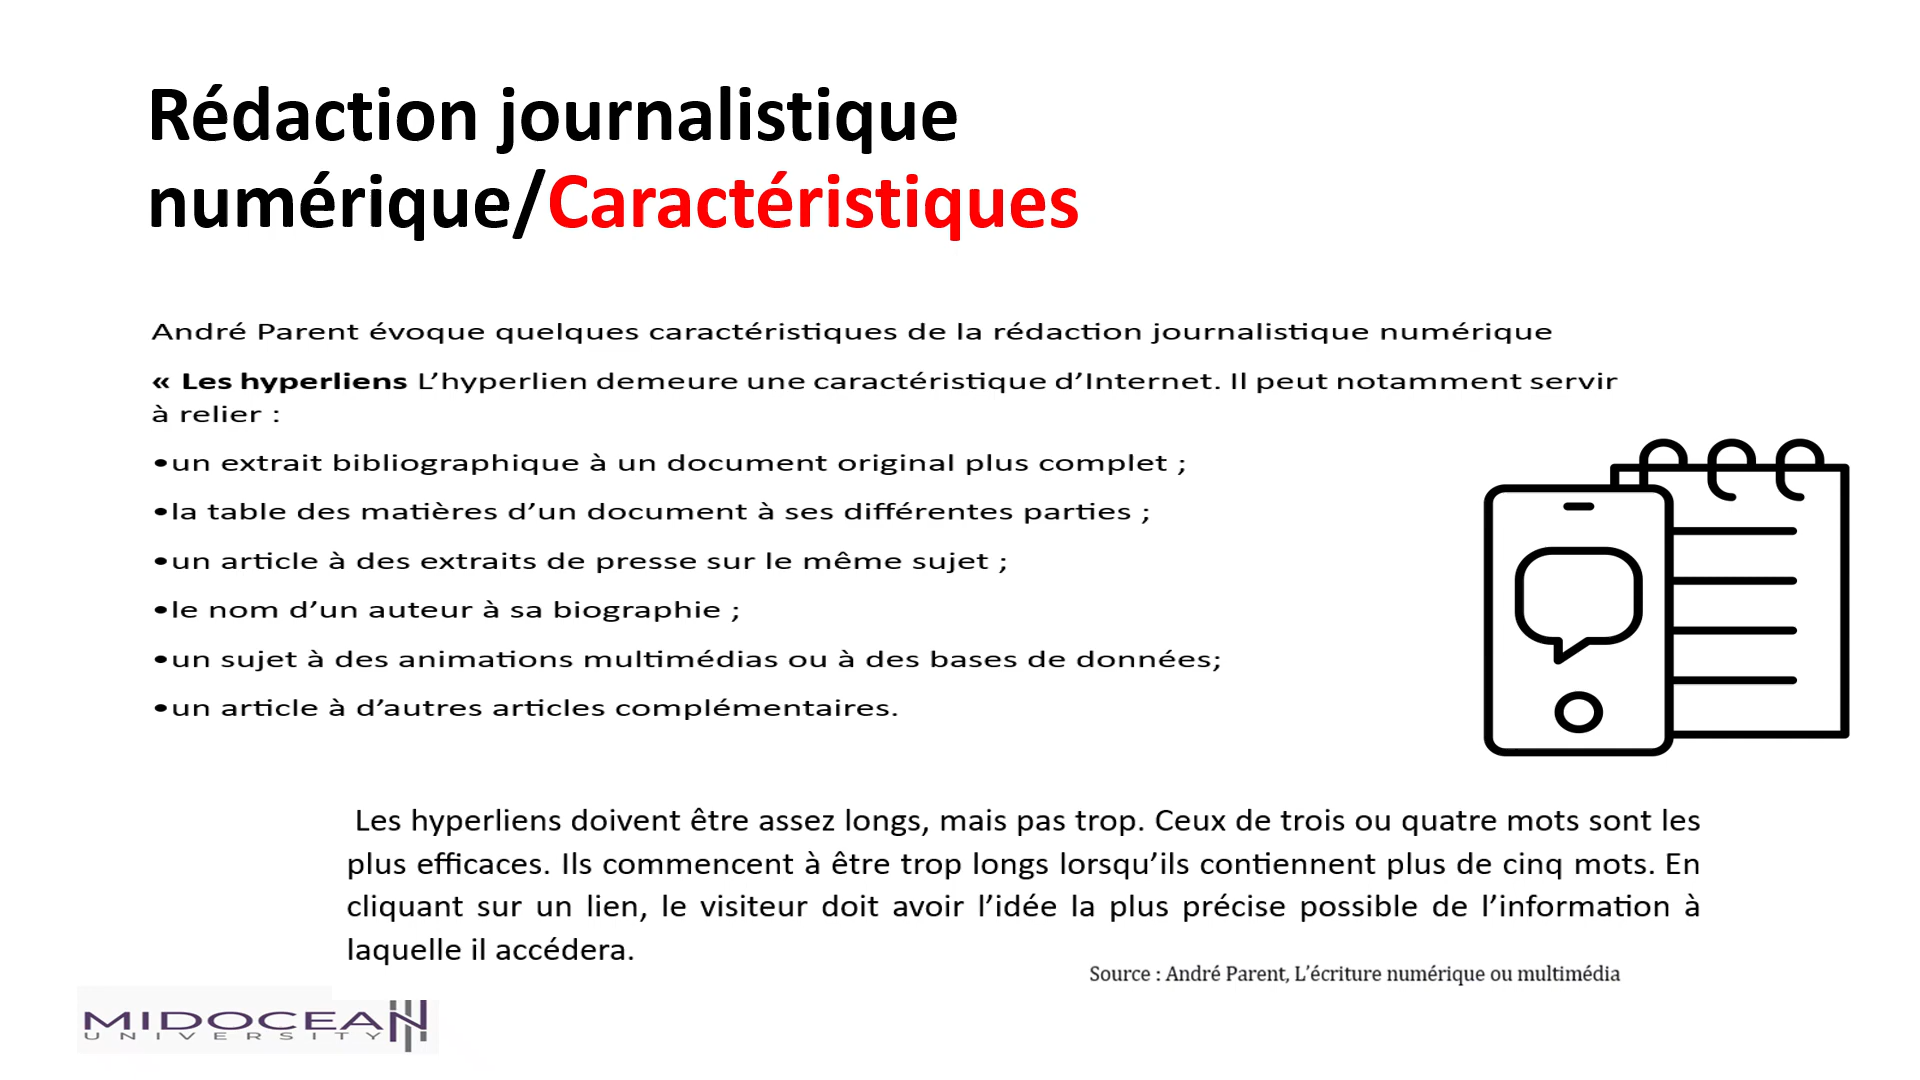 Rédaction journalistique
numérique/Caractéristiques
André Parent évoque quelques caractéristiques de la rédaction journalistique numérique
« Les hyperliens L’hyperlien demeure une caractéristique d’Internet. Il peut notamment servir
à relier :
•un extrait bibliographique à un document original plus complet ;
•la table des matières d’un document à ses différentes parties ;
•un article à des extraits de presse sur le même sujet ;
•le nom d’un auteur à sa biographie ;
•un sujet à des animations multimédias ou à des bases de données;
•un article à d’autres articles complémentaires.
Les hyperliens doivent être assez longs, mais pas trop. Ceux de trois ou quatre mots sont les
plus efficaces. Ils commencent à être trop longs lorsqu’ils contiennent plus de cinq mots. En
cliquant sur un lien, le visiteur doit avoir l’idée la plus précise possible de l’information à
laquelle il accédera.
Source : André Parent, L’écriture numérique ou multimédia
MIDOCEAN
UNIVERSITY